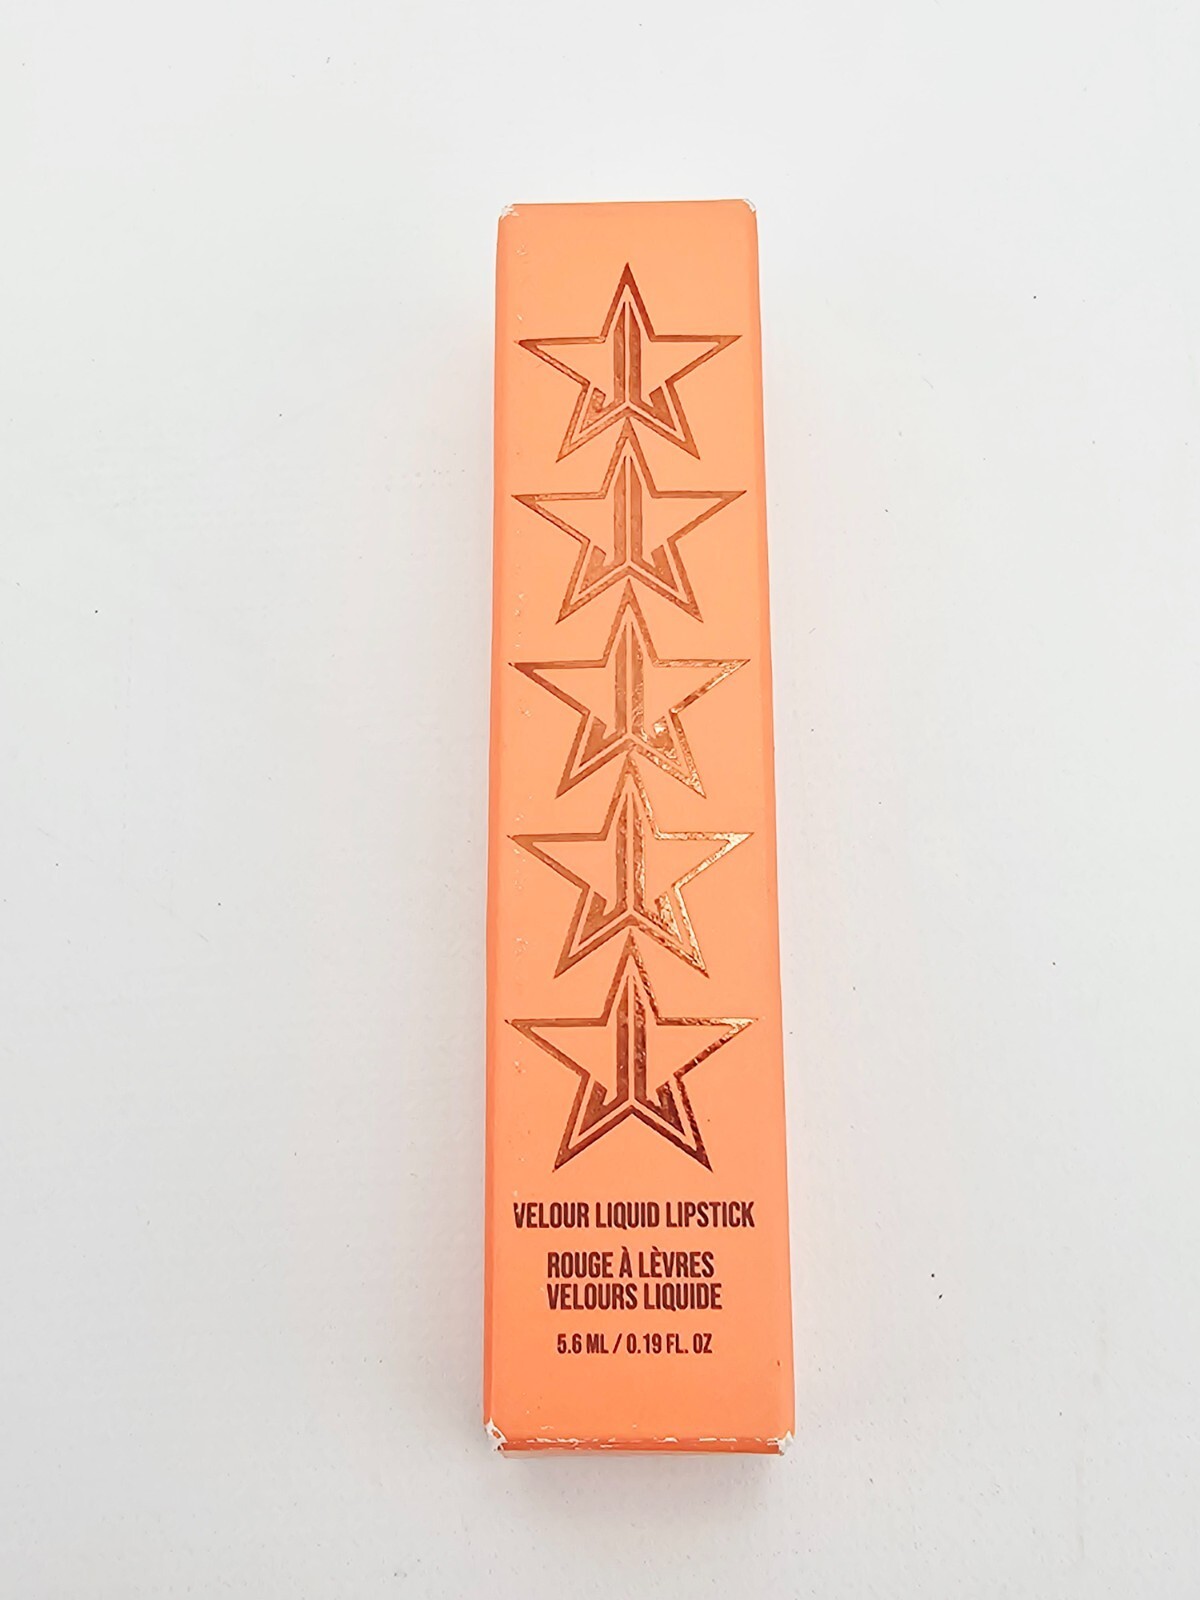 VELOUR LIQUID LIPSTICK
ROUGE À LÈVRES
VELOURS LIQUIDE
5.6 ML / 0.19 FL. OZ